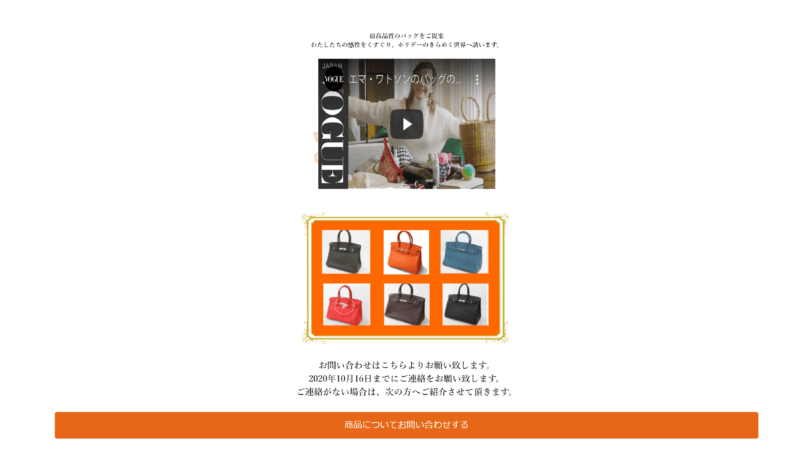 最高品質のバッグをご提案
わたしたちの感性をくすぐり、ホリデーのきらめく世界へ誘います。
JAPAN
VOGUE
エマ・ワトソンのバッグの...
VOGUE
お問い合わせはこちらよりお願い致します。
2020年10月16日までにご連絡をお願い致します。
ご連絡がない場合は、次の方へご紹介させて頂きます。
商品についてお問い合わせする